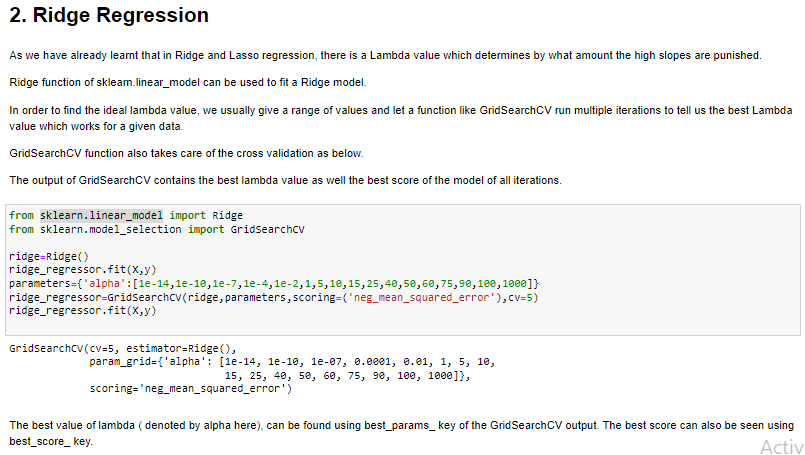 2. Ridge Regression
As we have already learnt that in Ridge and Lasso regression, there is a Lambda value which determines by what amount the high slopes are punished.
Ridge function of sklearn.linear_model can be used to fit a Ridge model.
In order to find the ideal lambda value, we usually give a range of values and let a function like GridSearchCV run multiple iterations to tell us the best Lambda
value which works for a given data.
GridSearchCV function also takes care of the cross validation as below.
The output of GridSearchCV contains the best lambda value as well the best score of the model of all iterations.
from sklearn.linear_model import Ridge
from sklearn.model_selection import GridSearchCV
ridge=Ridge()
ridge_regressor.fit(X,y)
parameters={'alpha':[1e-14,1e-10,1e-7,1e-4,1e-2,1,5,10,15,25,40,50,60,75,90,100,1000]}
ridge_regressor=GridSearchCV(ridge,parameters,scoring=('neg_mean_squared_error'),cv=5)
ridge_regressor.fit(X,y)
GridSearchCV(cv=5, estimator=Ridge(),
param_grid={'alpha': [1e-14, 1e-10, 1e-07, 0.0001, 0.01, 1, 5, 10,
15, 25, 40, 50, 60, 75, 90, 100, 1000]},
scoring='neg_mean_squared_error')
The best value of lambda ( denoted by alpha here), can be found using best_params_ key of the GridSearchCV output. The best score can also be seen using
best_score_ key.
Activ